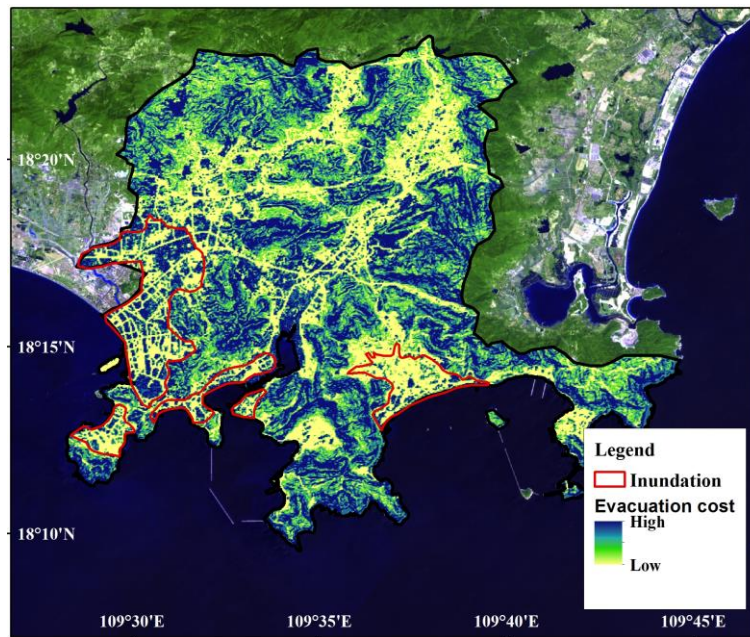 18°20'N
18°15'N
18°10'N
Legend
Inundation
Evacuation cost
High
Low
109°30'E
109°35'E
109°40'E
109°45'E